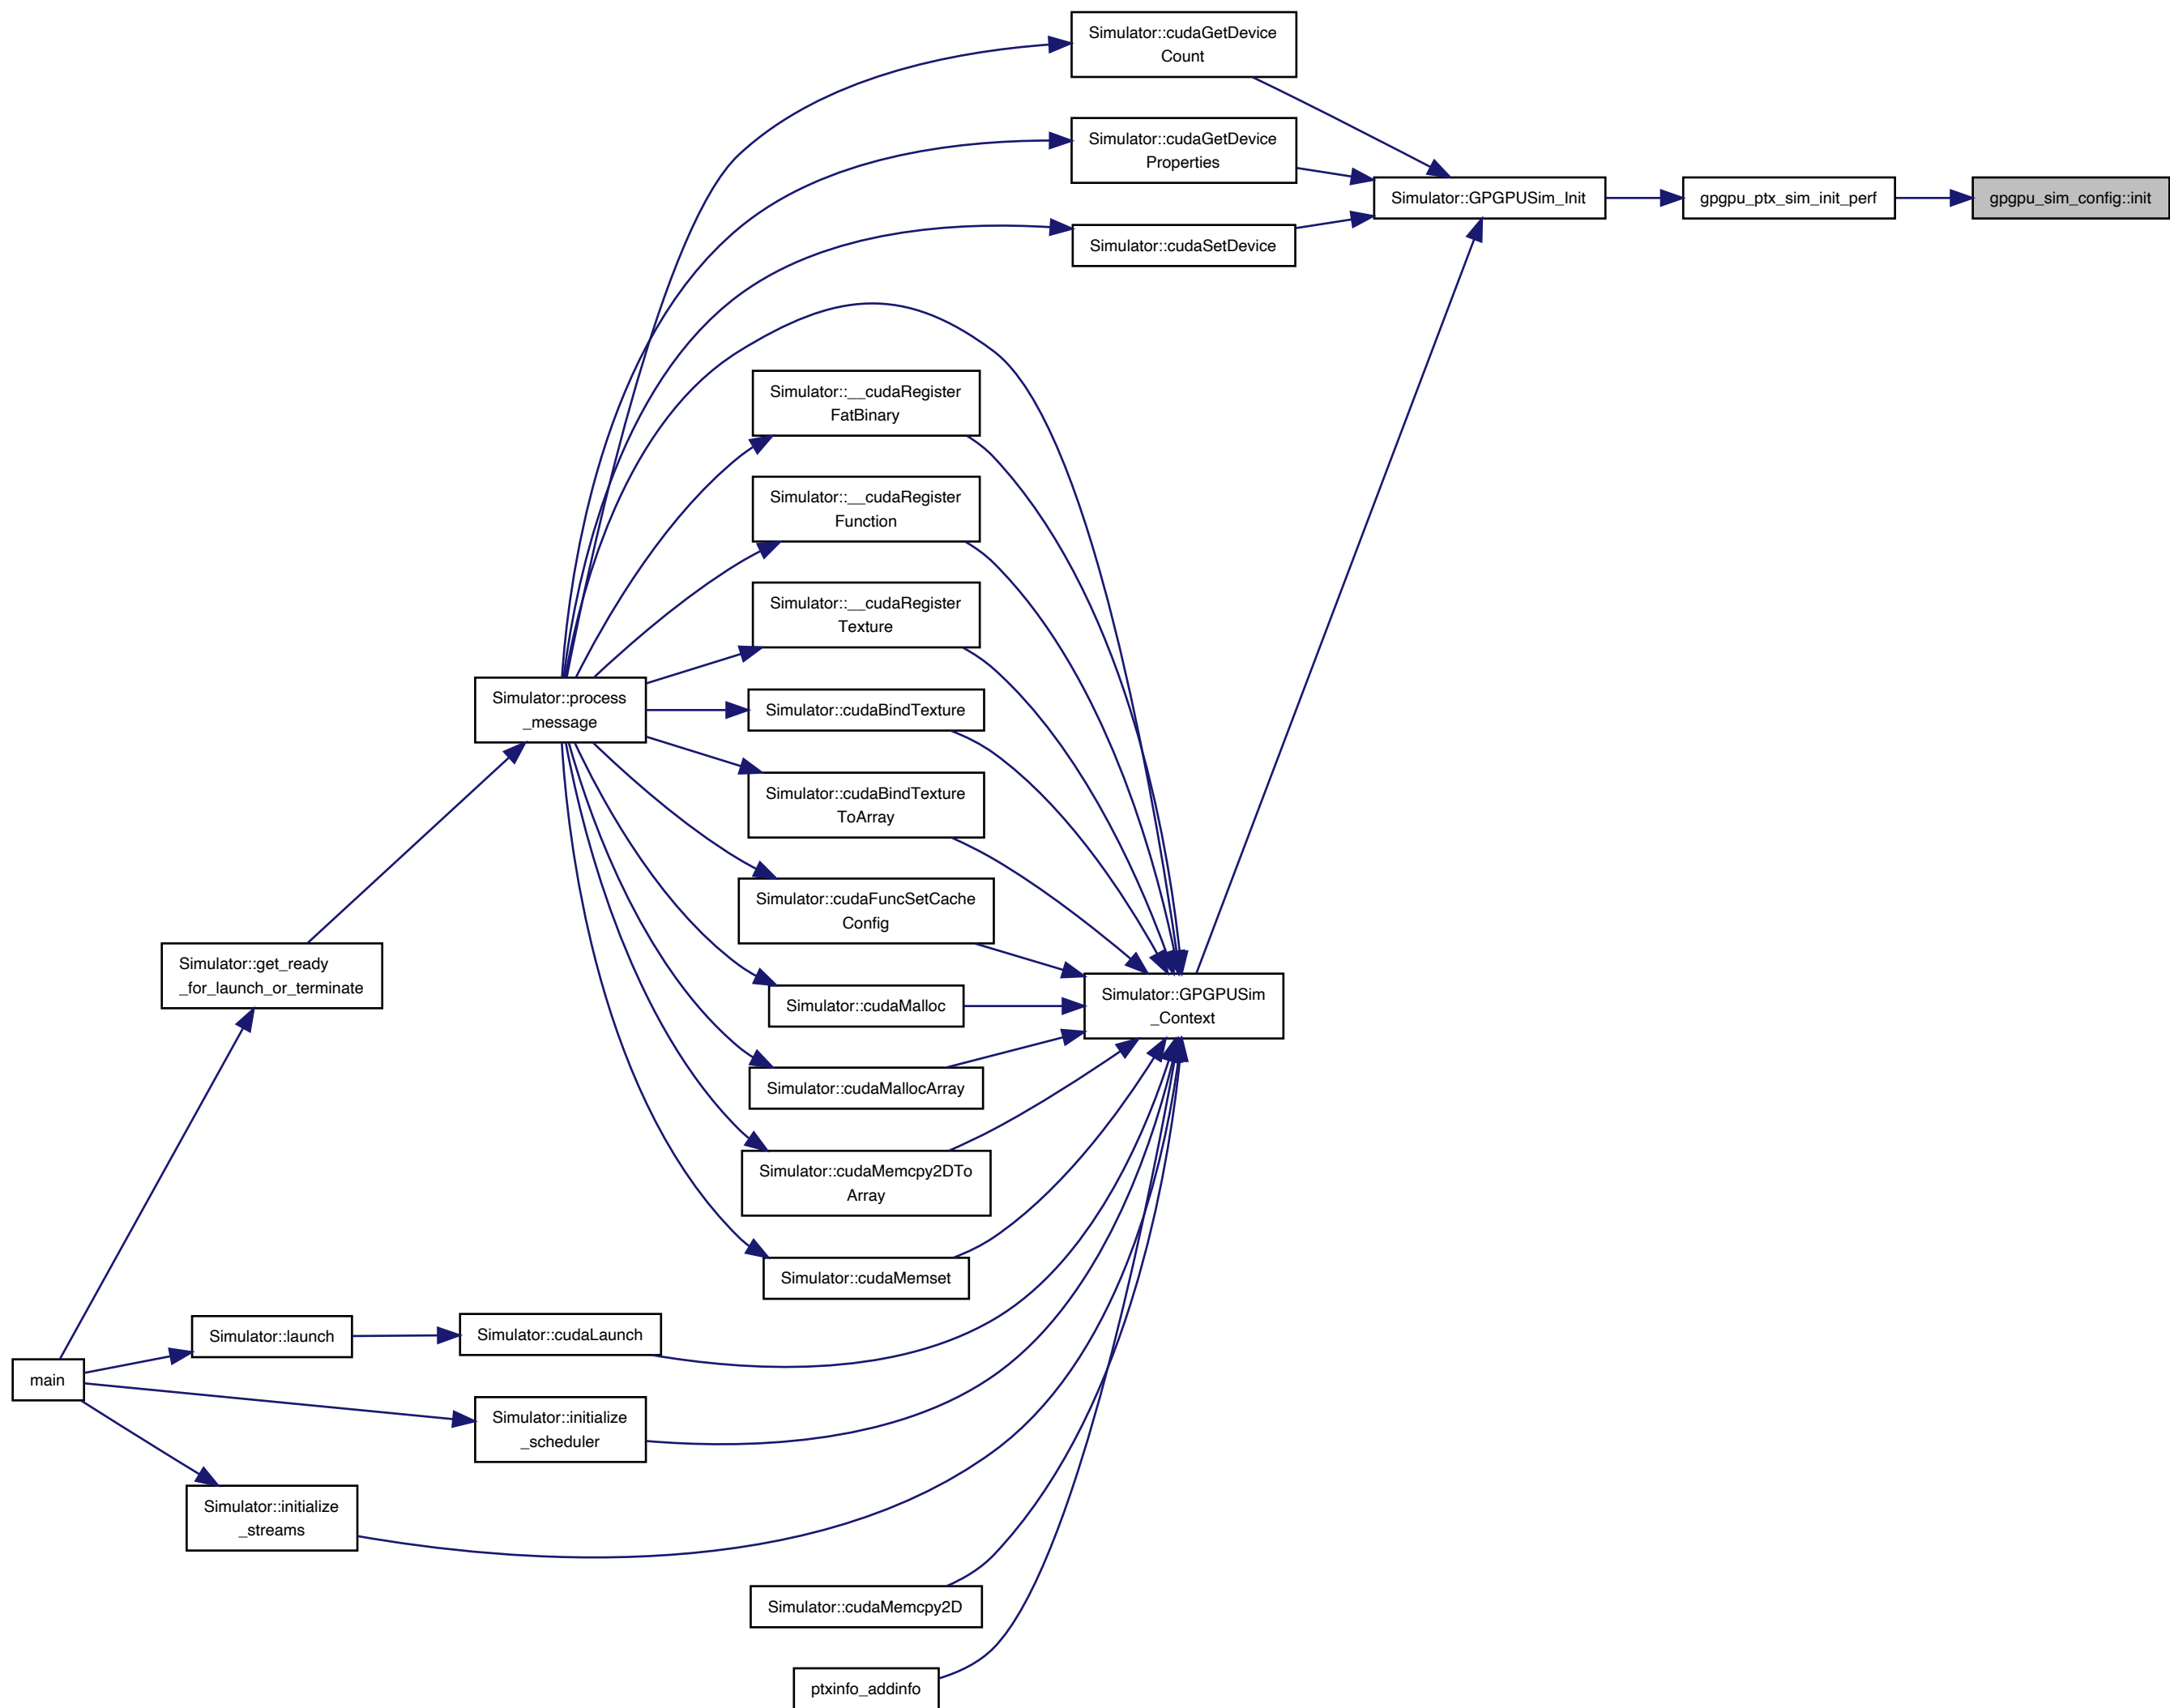 Simulator::cudaGetDevice
Count
Simulator::cudaGetDevice
Properties
Simulator::GPGPUSim_Init
gpgpu_ptx_sim_init_perf
gpgpu_sim_config::init
Simulator::cudaSetDevice
Simulator::__cudaRegister
FatBinary
Simulator::__cudaRegister
Function
Simulator::__cudaRegister
Texture
Simulator::process
_message
Simulator::cudaBindTexture
Simulator::cudaBindTexture
ToArray
Simulator::cudaFuncSetCache
Config
Simulator::get_ready
_for_launch_or_terminate
Simulator::cudaMalloc
Simulator::GPGPUSim
_Context
Simulator::cudaMallocArray
Simulator::cudaMemcpy2DTo
Array
Simulator::cudaMemset
Simulator::launch
Simulator::cudaLaunch
main
Simulator::initialize
_scheduler
Simulator::initialize
_streams
Simulator::cudaMemcpy2D
ptxinfo_addinfo